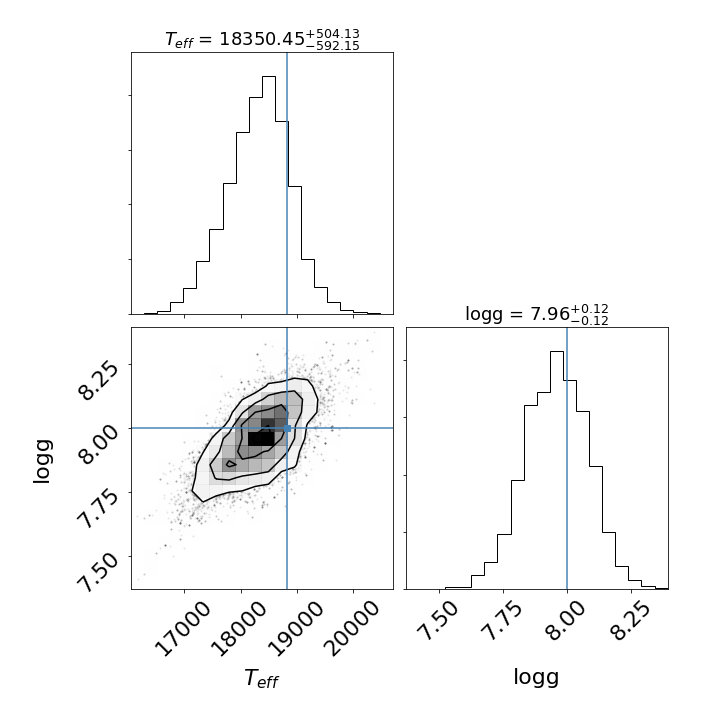 T_eff = 18350.45^{+504.13}_{-592.15}
logg = 7.96^{+0.12}_{-0.12}
8.25
8.00
7.75
7.50
logg
17000 18000 19000 20000
7.50 7.75 8.00 8.25
T_eff
logg